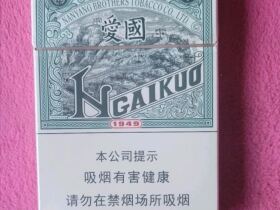 NANYANG BROTHERS TOBACCO CO. LTD.
愛國
NGAIKUO
1949
本公司提示
吸烟有害健康
请勿在禁烟场所吸烟